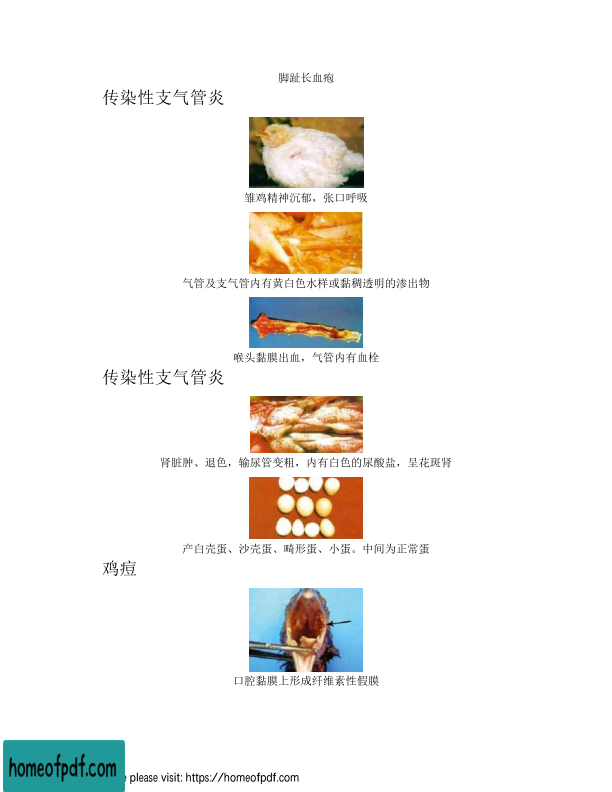 脚趾长血疱
传染性支气管炎
雏鸡精神沉郁，张口呼吸
气管及支气管内有黄白色水样或黏稠透明的渗出物
喉头黏膜出血，气管内有血栓
传染性支气管炎
肾脏肿、退色，输尿管变粗，内有白色的尿酸盐，呈花斑肾
产白壳蛋、沙壳蛋、畸形蛋、小蛋。中间为正常蛋
鸡痘
口腔黏膜上形成纤维素性假膜
homeofpdf.com
e please visit: https://homeofpdf.com